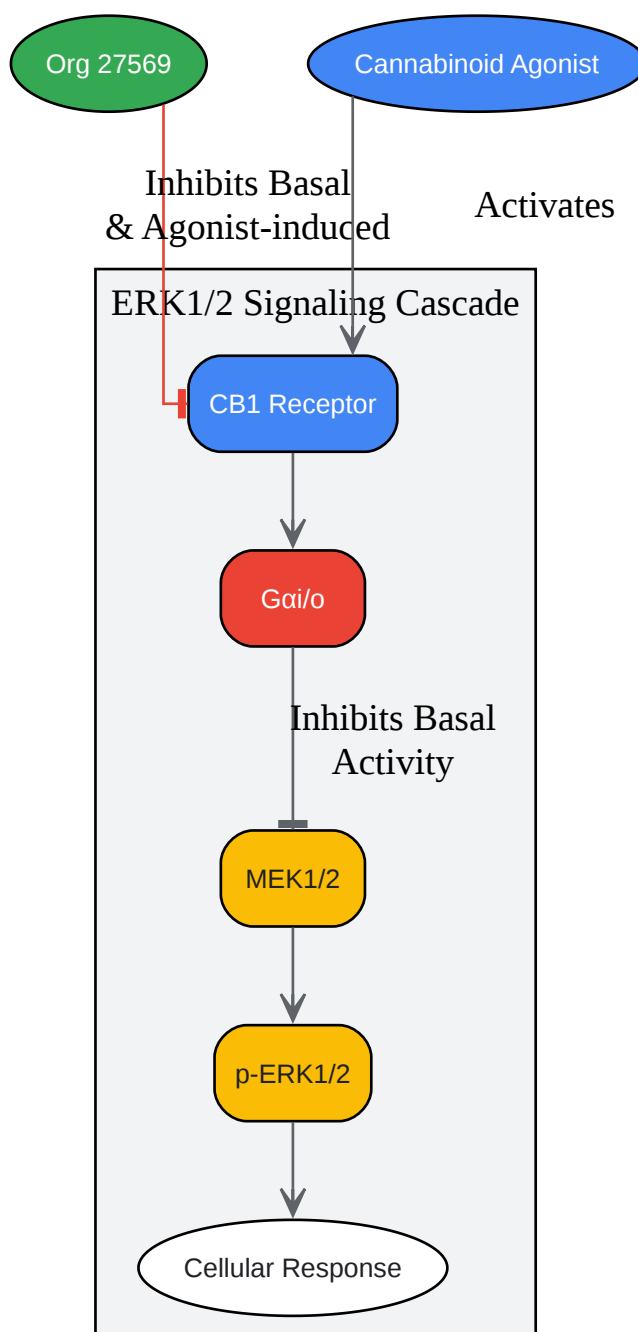 Org 27569
Cannabinoid Agonist
Inhibits Basal
& Agonist-induced
Activates
ERK1/2 Signaling Cascade
CB1 Receptor
Gαi/o
Inhibits Basal
Activity
MEK1/2
p-ERK1/2
Cellular Response